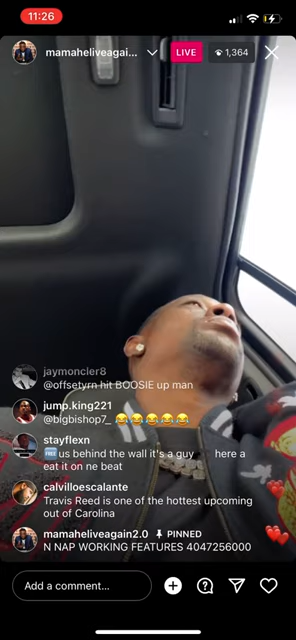 11:26
mamaheliveagai...
LIVE
1,364
jaymoncler8
@offsetyrn hit BOOSIE up man
jump.king221
@bigbishop7_ 😂😂😂😂😂
stayflexn
🆓us behind the wall it's a guy here a
eat it on ne beat
calvilloescalante
Travis Reed is one of the hottest upcoming
out of Carolina
mamaheliveagain2.0 PINNED
N NAP WORKING FEATURES 4047256000
Add a comment...